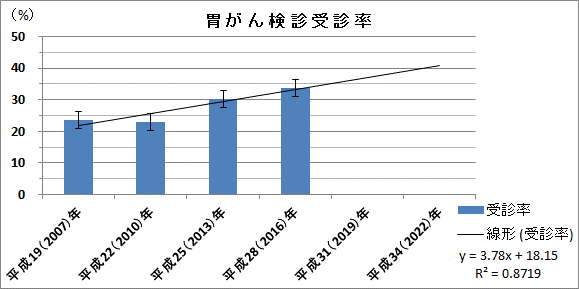 胃がん検診受診率
(%)
50
40
30
20
10
0
平成19(2007)年
平成22(2010)年
平成25(2013)年
平成28(2016)年
平成31(2019)年
平成34(2022)年
受診率
線形 (受診率)
y = 3.78x + 18.15
R² = 0.8719